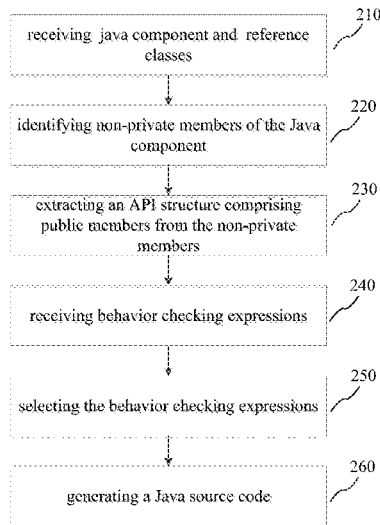 210
receiving java component and reference
classes
220
identifying non-private members of the Java
component
230
extracting an API structure comprising
public members from the non-private
members
240
receiving behavior checking expressions
250
selecting the behavior checking expressions
260
generating a Java source code